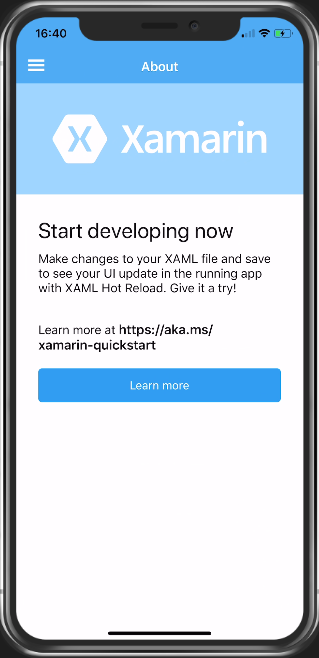 16:40
About
Xamarin
Start developing now
Make changes to your XAML file and save
to see your UI update in the running app
with XAML Hot Reload. Give it a try!
Learn more at https://aka.ms/
xamarin-quickstart
Learn more